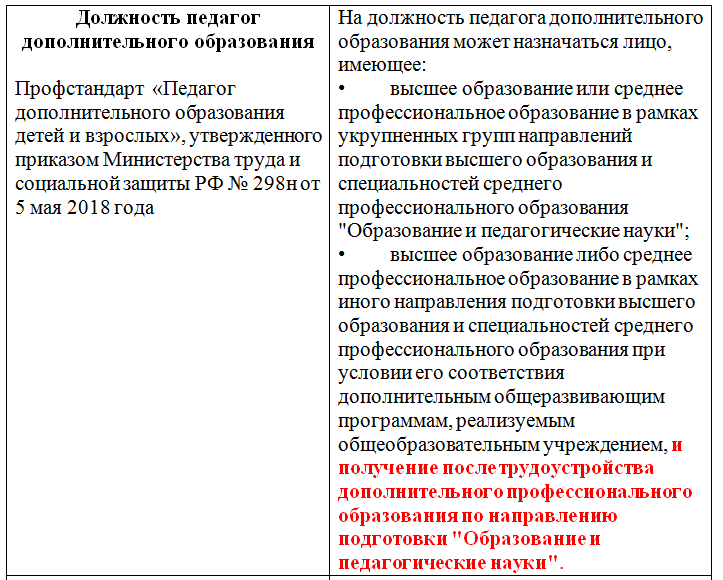 Должность педагог
дополнительного образования
Профстандарт «Педагог
дополнительного образования
детей и взрослых», утвержденного
приказом Министерства труда и
социальной защиты РФ № 298н от
5 мая 2018 года
На должность педагога дополнительного
образования может назначаться лицо,
имеющее:
• высшее образование или среднее
профессиональное образование в рамках
укрупненных групп направлений
подготовки высшего образования и
специальностей среднего
профессионального образования
"Образование и педагогические науки";
• высшее образование либо среднее
профессиональное образование в рамках
иного направления подготовки высшего
образования и специальностей среднего
профессионального образования при
условии его соответствия
дополнительным общеразвивающим
программам, реализуемым
общеобразовательным учреждением, и
получение после трудоустройства
дополнительного профессионального
образования по направлению
подготовки "Образование и
педагогические науки".